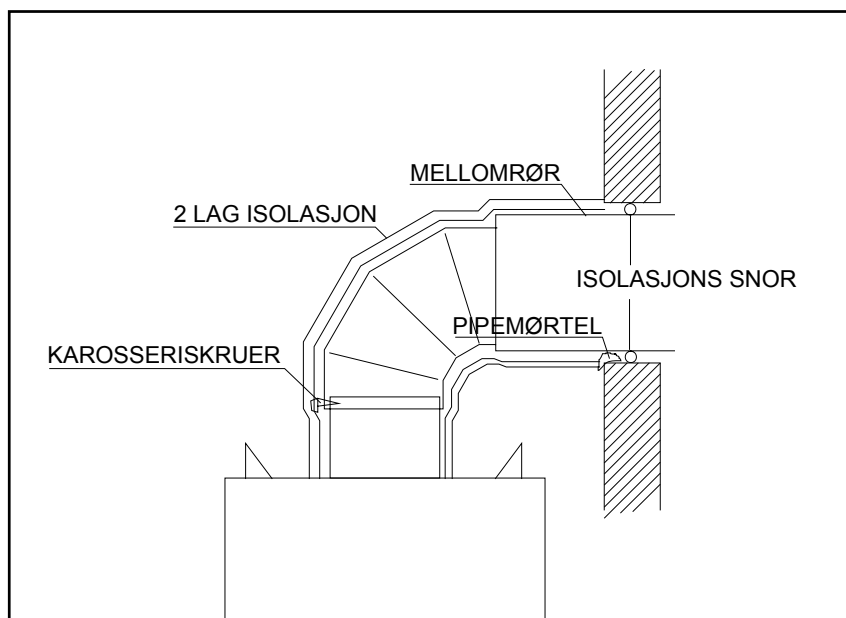 MELLOMRØR
2 LAG ISOLASJON
ISOLASJONS SNOR
PIPEMØRTEL
KAROSSERISKRUER